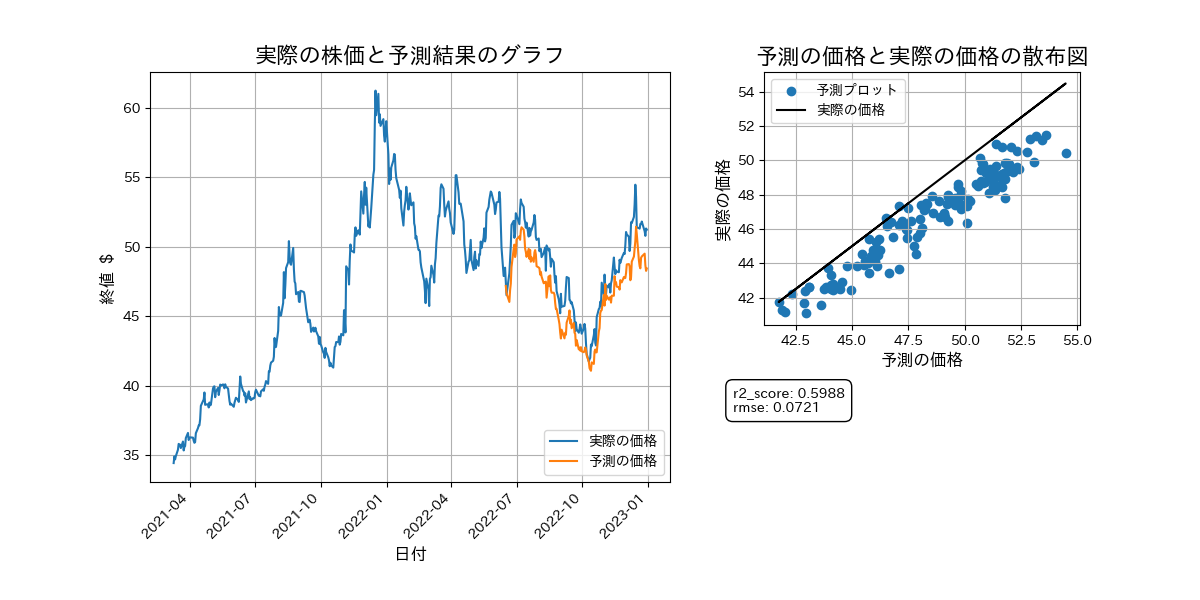 実際の株価と予測結果のグラフ
終値 $
60
55
50
45
40
35
2021-04
2021-07
2021-10
2022-01
2022-04
2022-07
2022-10
2023-01
日付
実際の価格
予測の価格
予測の価格と実際の価格の散布図
実際の価格
54
52
50
48
46
44
42
予測プロット
実際の価格
42.5
45.0
47.5
50.0
52.5
55.0
予測の価格
r2_score: 0.5988
rmse: 0.0721